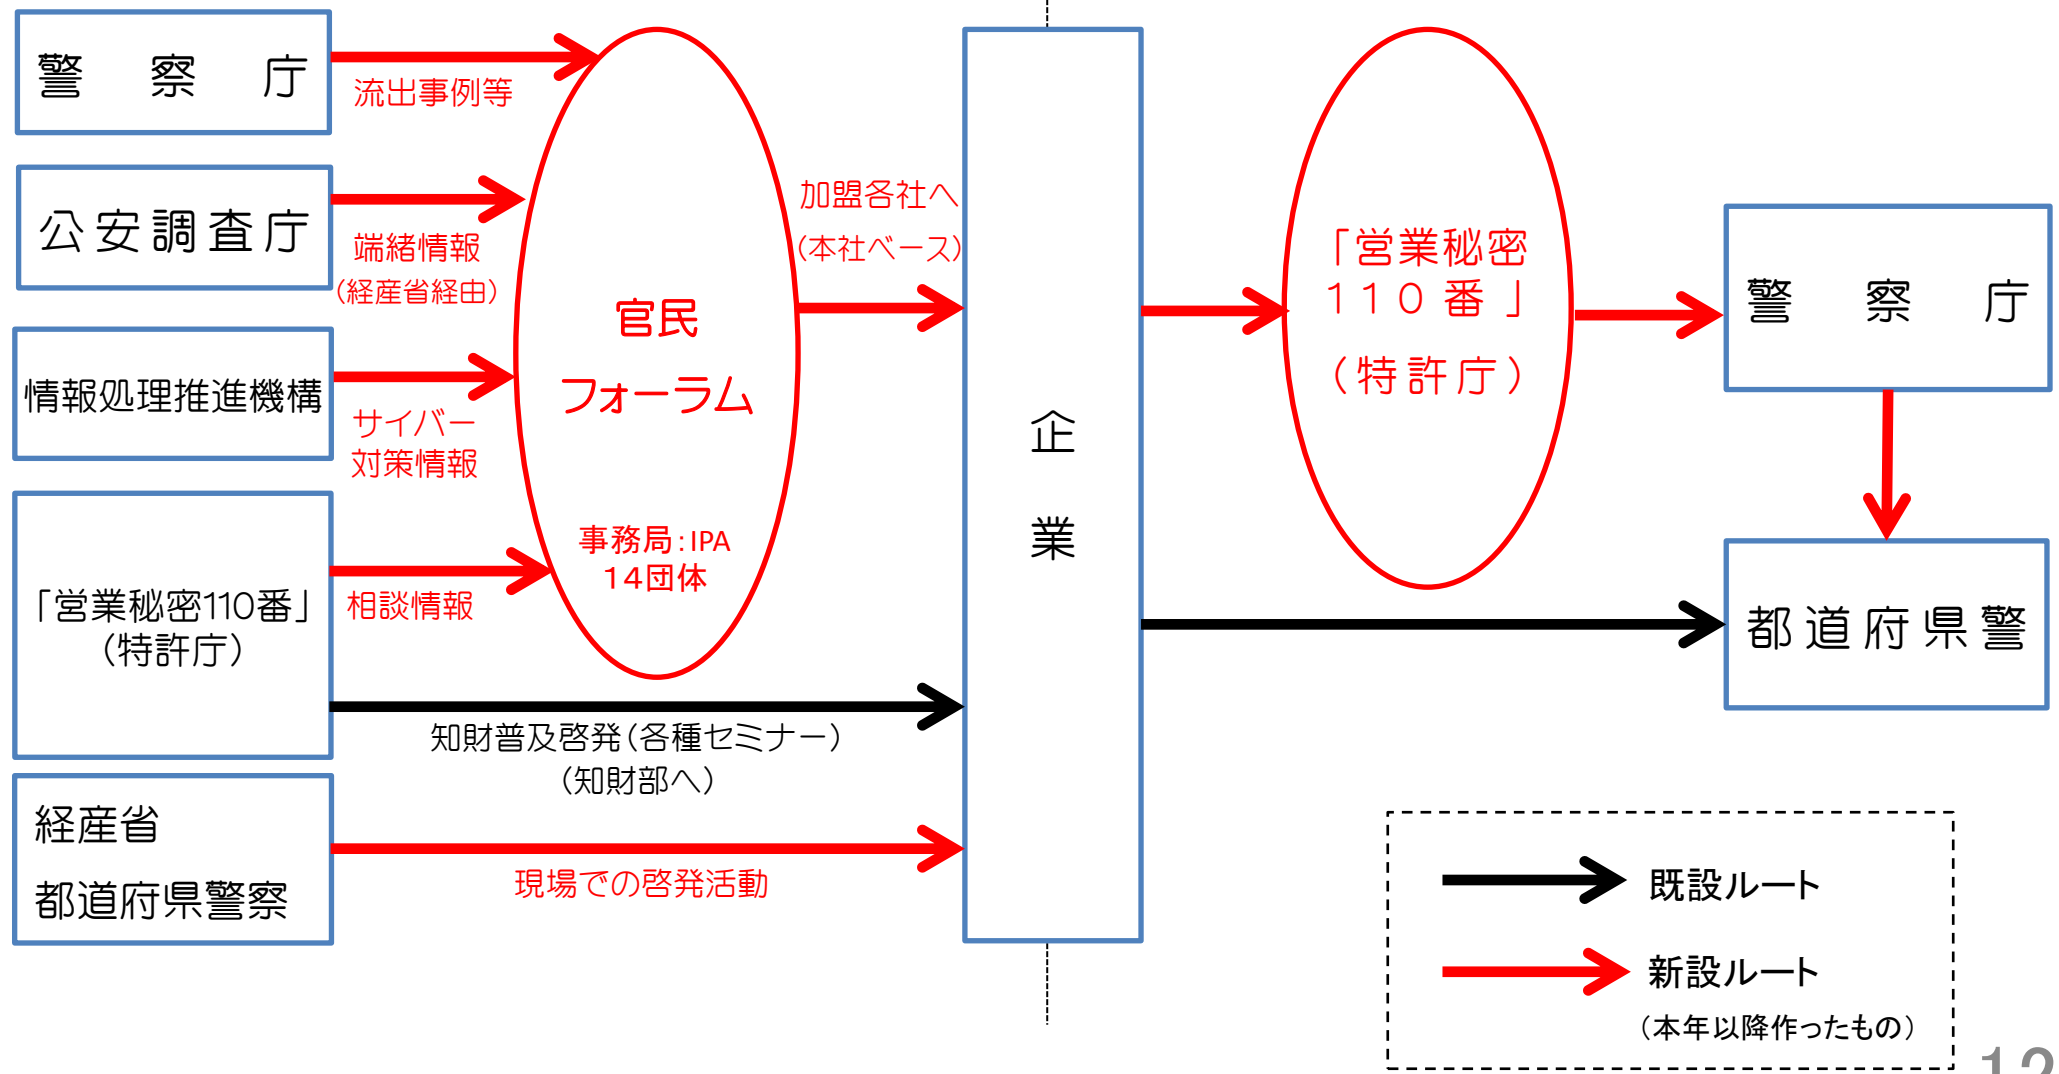 警察庁
流出事例等
公安調査庁
端緒情報
（経産省経由）
情報処理推進機構
サイバー
対策情報
「営業秘密110番」
（特許庁）
相談情報
官民
フォーラム
事務局：IPA
14団体
加盟各社へ
（本社ベース）
知財普及啓発（各種セミナー）
（知財部へ）
経産省
都道府県警察
現場での啓発活動
企
業
「営業秘密
110番」
（特許庁）
警察庁
都道府県警
既設ルート
新設ルート
（本年以降作ったもの）
12